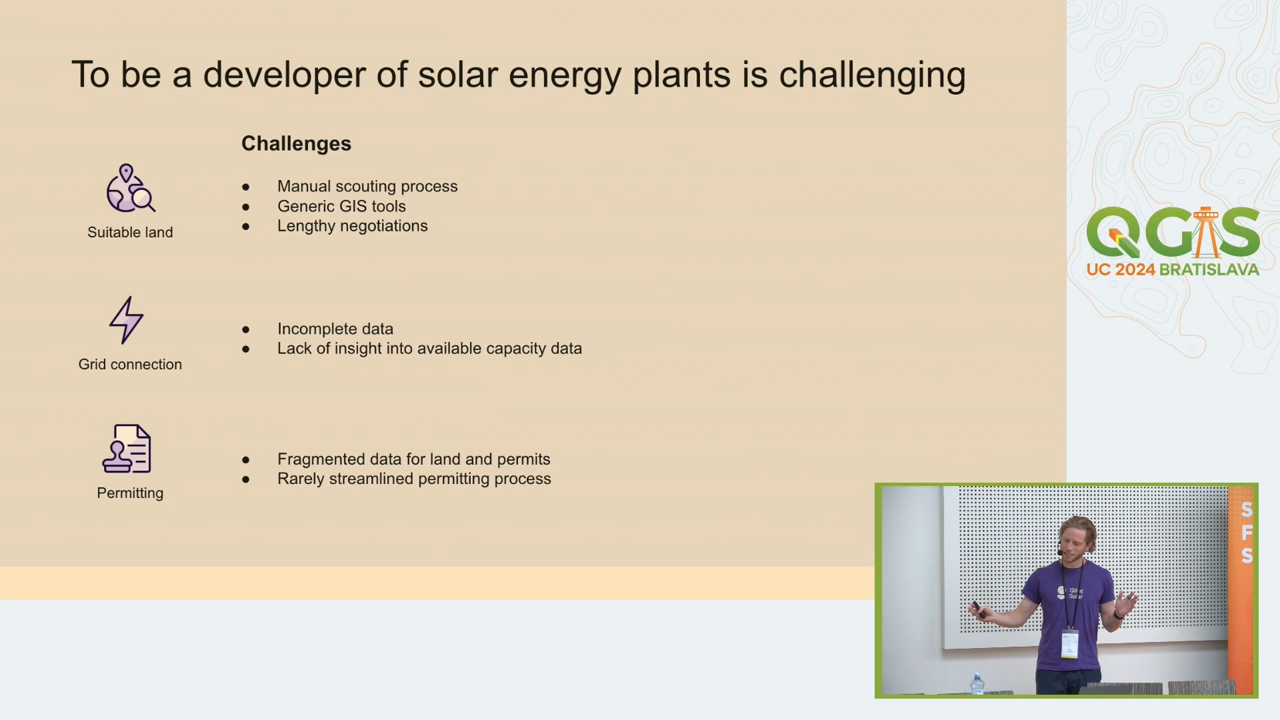 To be a developer of solar energy plants is challenging
Challenges
Suitable land
● Manual scouting process
● Generic GIS tools
● Lengthy negotiations
Grid connection
● Incomplete data
● Lack of insight into available capacity data
Permitting
● Fragmented data for land and permits
● Rarely streamlined permitting process
QGIS
UC 2024 BRATISLAVA
Solar
S
F
S